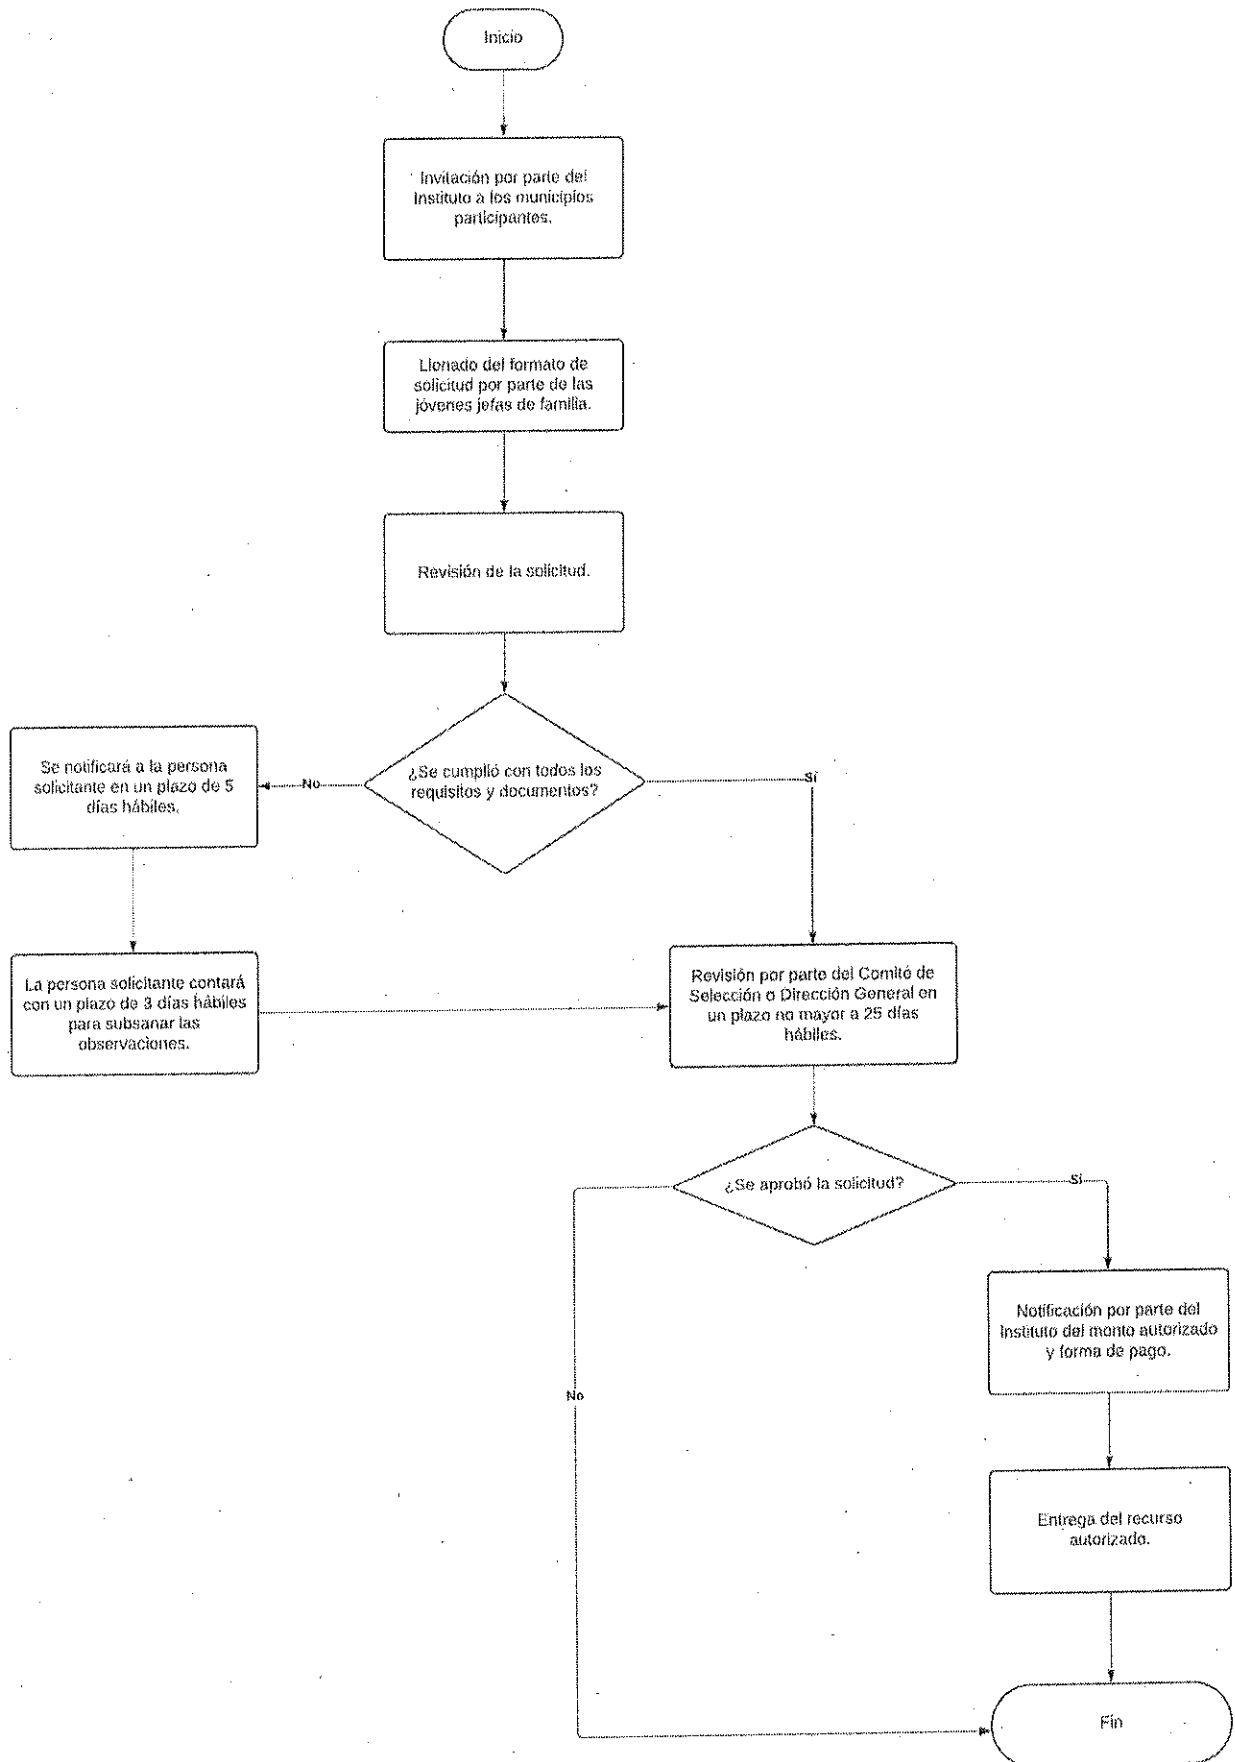 Inicio
Invitación por parte del
Instituto a los municipios
participantes.
Llenado del formato de
solicitud por parte de las
jóvenes jefas de familia.
Revisión de la solicitud.
¿Se cumplió con todos los
requisitos y documentos?
No
Sí
Se notificará a la persona
solicitante en un plazo de 5
días hábiles.
La persona solicitante contará
con un plazo de 3 días hábiles
para subsanar las
observaciones.
Revisión por parte del Comité de
Selección o Dirección General en
un plazo no mayor a 25 días
hábiles.
¿Se aprobó la solicitud?
Sí
No
Notificación por parte del
Instituto del monto autorizado
y forma de pago.
Entrega del recurso
autorizado.
Fin